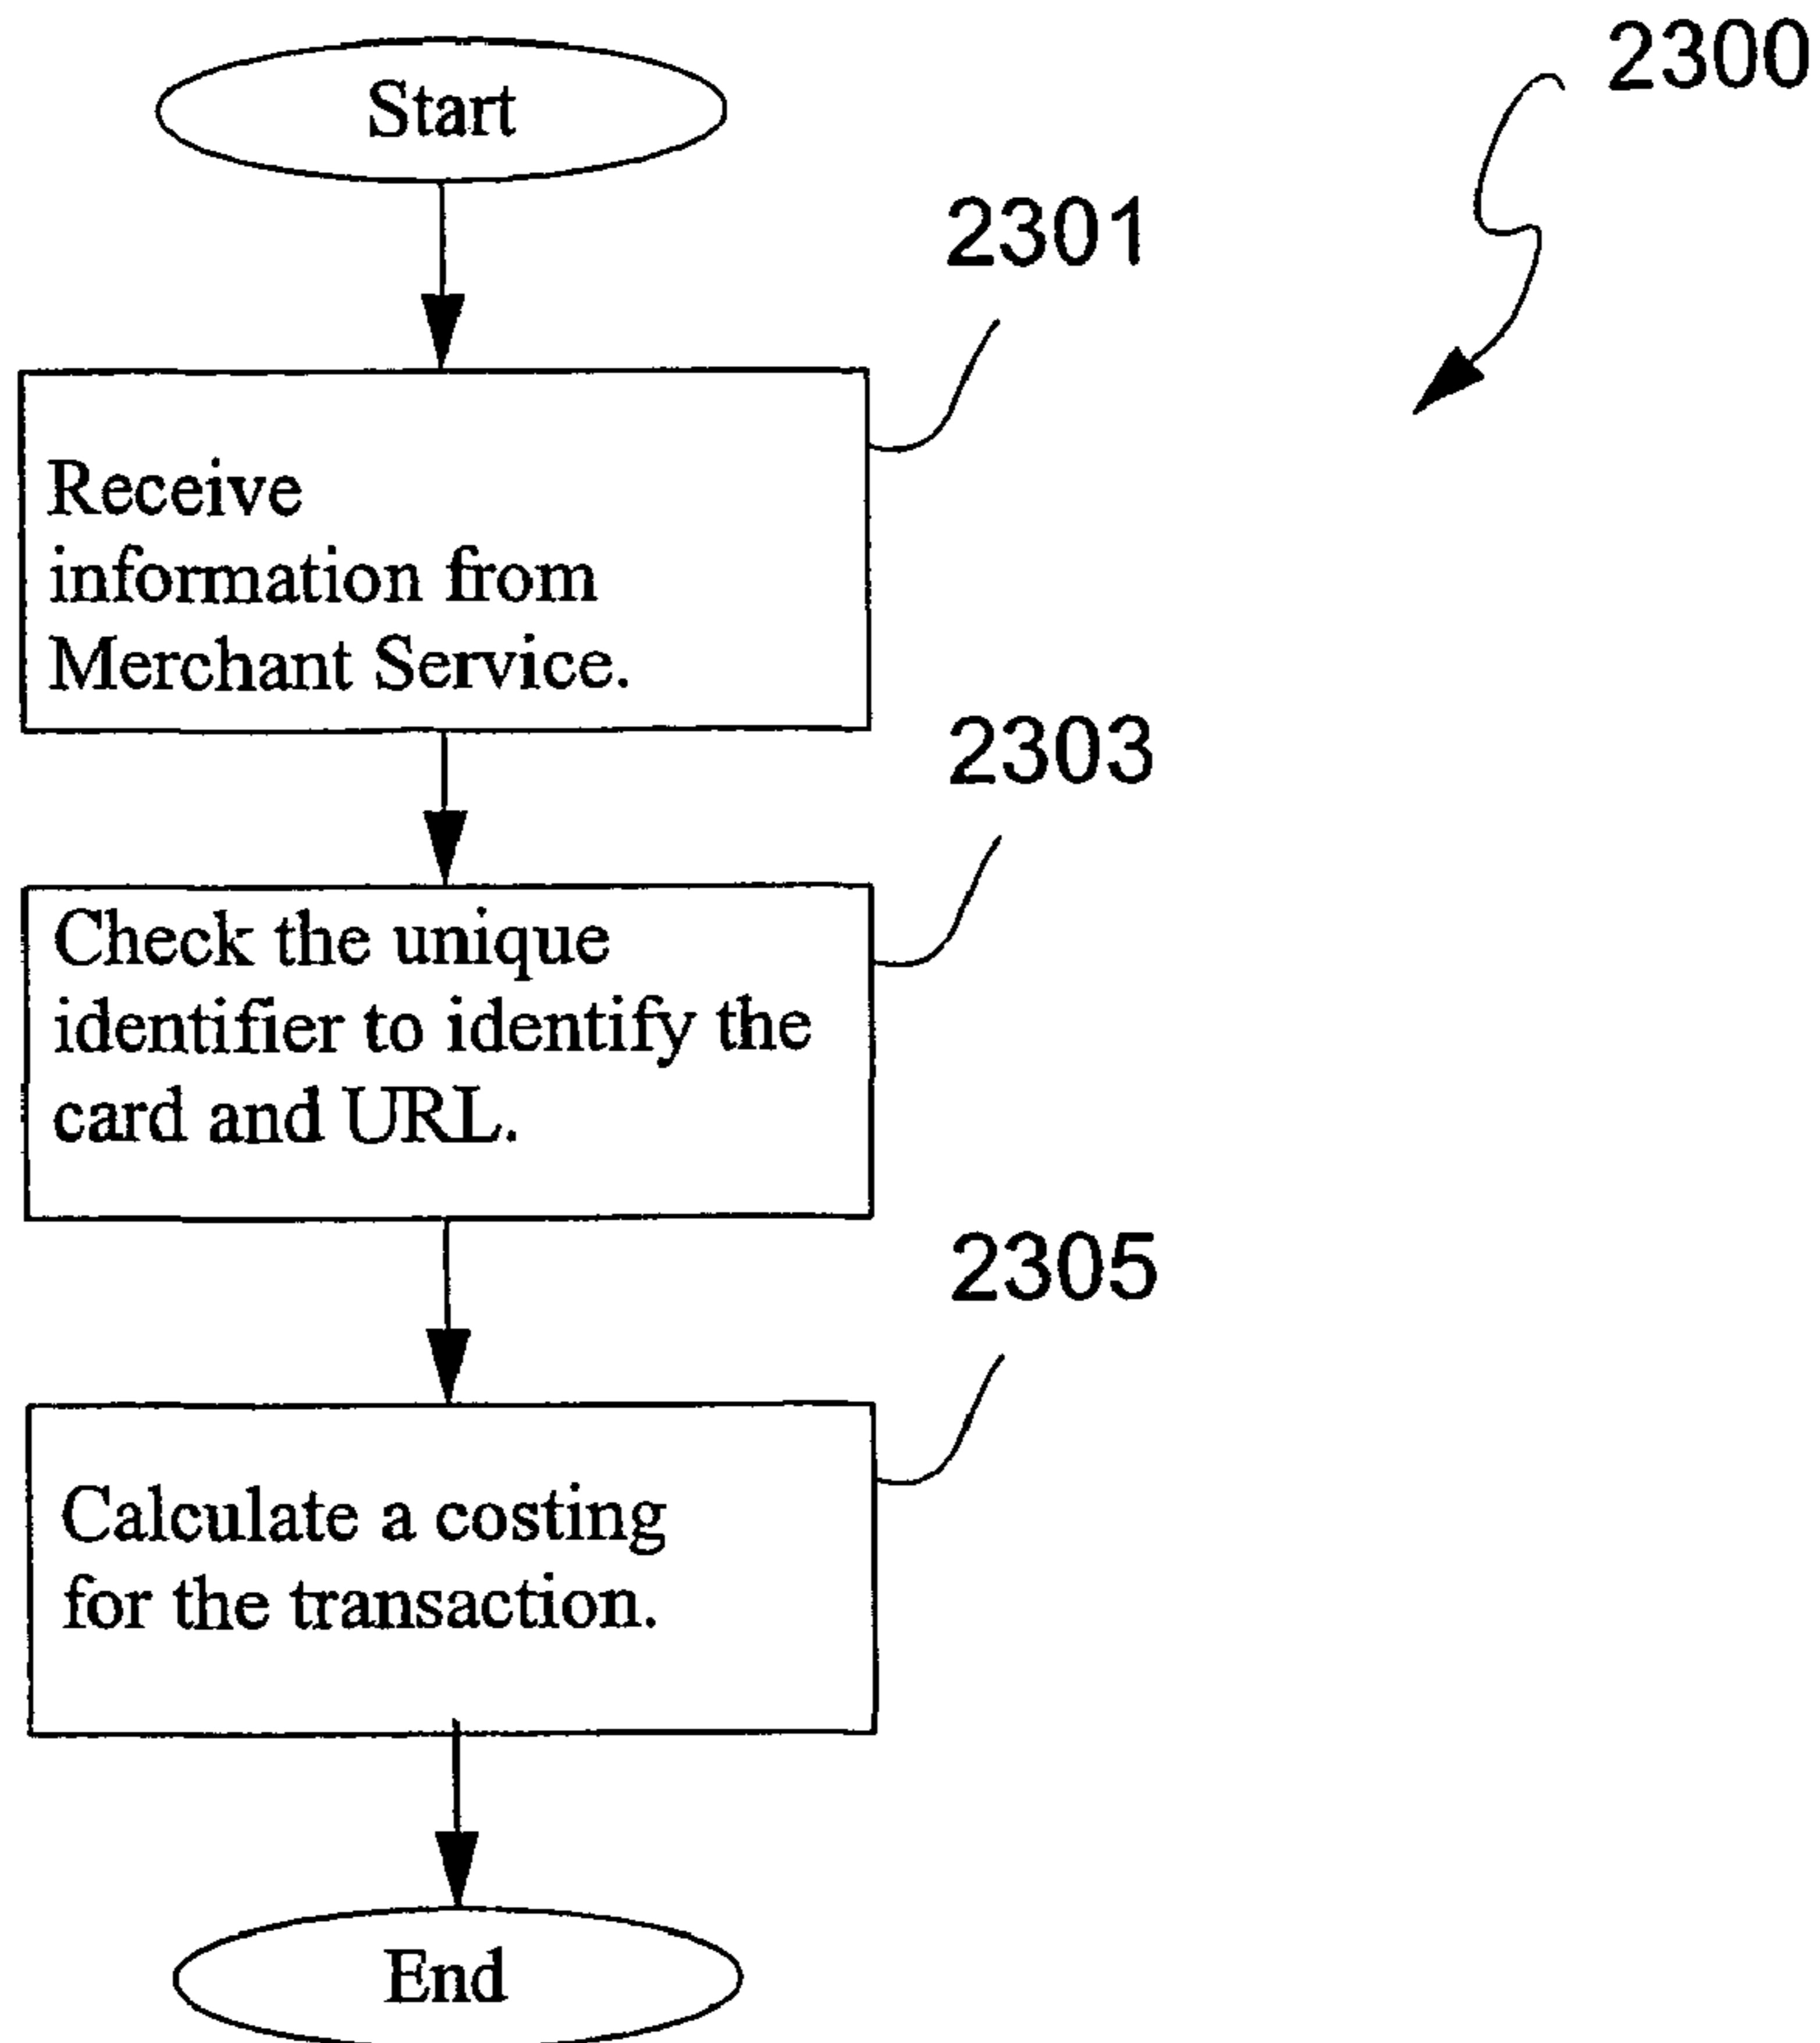 2300
Start
2301
Receive
information from
Merchant Service.
2303
Check the unique
identifier to identify the
card and URL.
2305
Calculate a costing
for the transaction.
End